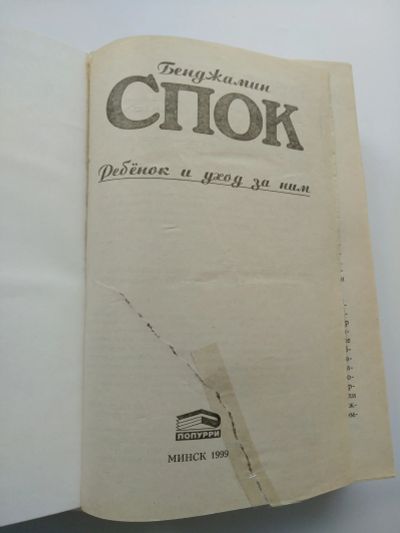 Бенджамин
СПОК
Ребёнок и уход за ним
ПОПУРРИ
МИНСК 1999